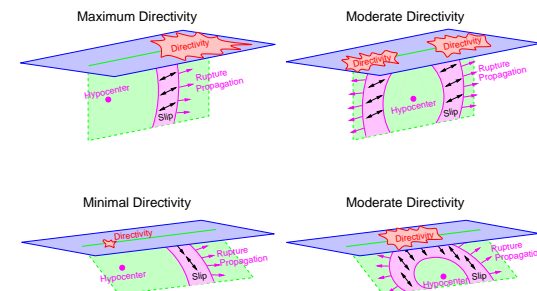 Maximum Directivity
Directivity
Hypocenter
Rupture
Propagation
Slip
Moderate Directivity
Directivity
Directivity
Rupture
Propagation
Hypocenter
Slip
Minimal Directivity
Directivity
Rupture
Propagation
Hypocenter
Slip
Moderate Directivity
Directivity
Rupture
Propagation
Hypocenter
Slip